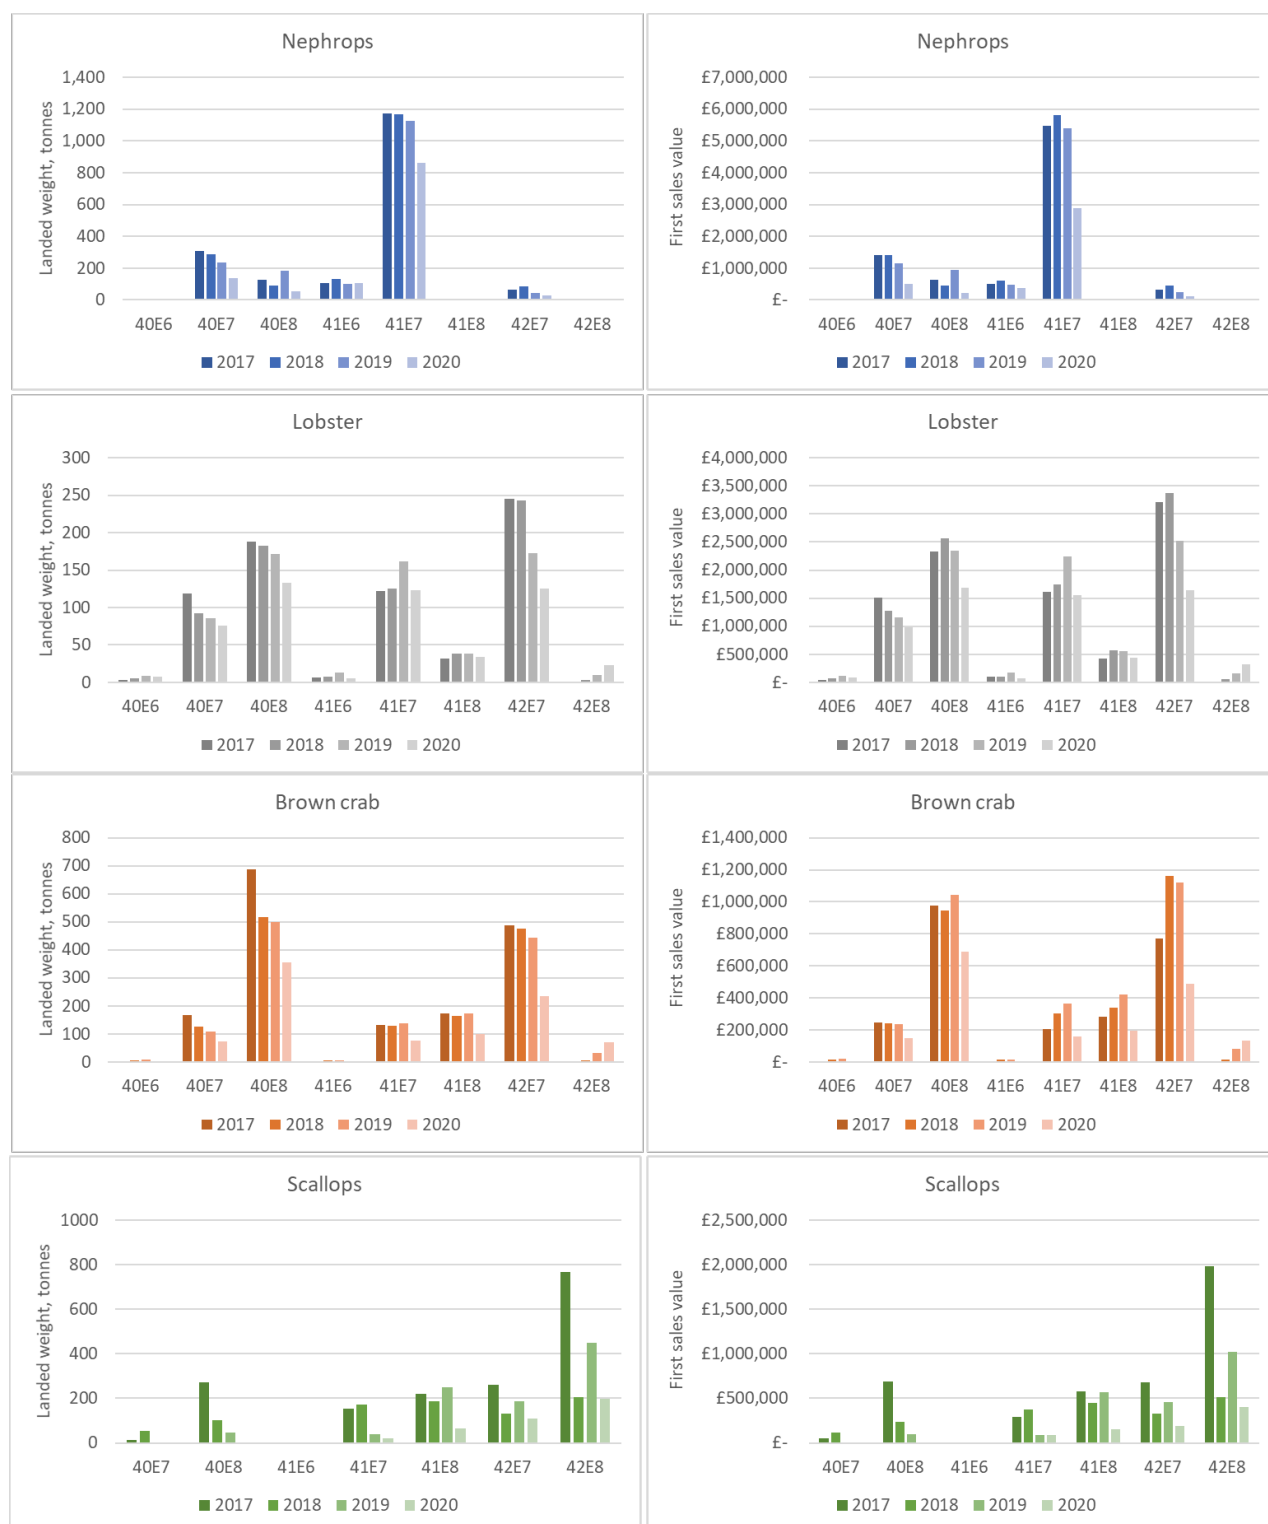 Nephrops
Landed weight, tonnes
1,400
1,200
1,000
800
600
400
200
0
40E6 40E7 40E8 41E6 41E7 41E8 42E7 42E8
2017 2018 2019 2020
Nephrops
First sales value
£7,000,000
£6,000,000
£5,000,000
£4,000,000
£3,000,000
£2,000,000
£1,000,000
£-
40E6 40E7 40E8 41E6 41E7 41E8 42E7 42E8
2017 2018 2019 2020
Lobster
Landed weight, tonnes
300
250
200
150
100
50
0
40E6 40E7 40E8 41E6 41E7 41E8 42E7 42E8
2017 2018 2019 2020
Lobster
First sales value
£4,000,000
£3,500,000
£3,000,000
£2,500,000
£2,000,000
£1,500,000
£1,000,000
£500,000
£-
40E6 40E7 40E8 41E6 41E7 41E8 42E7 42E8
2017 2018 2019 2020
Brown crab
Landed weight, tonnes
800
700
600
500
400
300
200
100
0
40E6 40E7 40E8 41E6 41E7 41E8 42E7 42E8
2017 2018 2019 2020
Brown crab
First sales value
£1,400,000
£1,200,000
£1,000,000
£800,000
£600,000
£400,000
£200,000
£-
40E6 40E7 40E8 41E6 41E7 41E8 42E7 42E8
2017 2018 2019 2020
Scallops
Landed weight, tonnes
1000
800
600
400
200
0
40E7 40E8 41E6 41E7 41E8 42E7 42E8
2017 2018 2019 2020
Scallops
First sales value
£2,500,000
£2,000,000
£1,500,000
£1,000,000
£500,000
£-
40E7 40E8 41E6 41E7 41E8 42E7 42E8
2017 2018 2019 2020